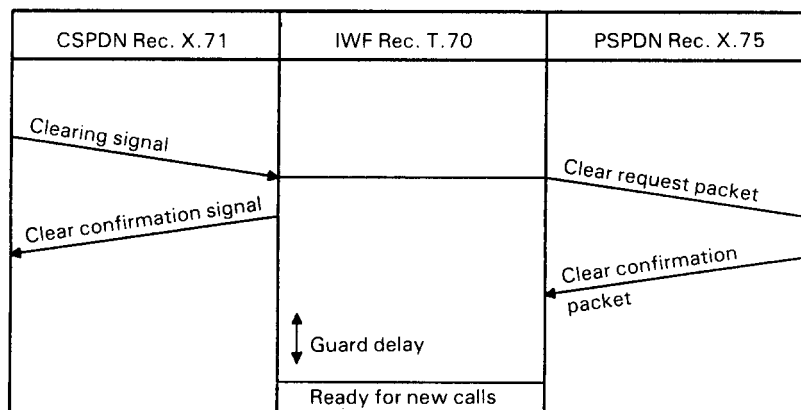 CSPDN Rec. X.71
IWF Rec. T.70
PSPDN Rec. X.75
Clearing signal
Clear request packet
Clear confirmation signal
Clear confirmation
packet
Guard delay
Ready for new calls